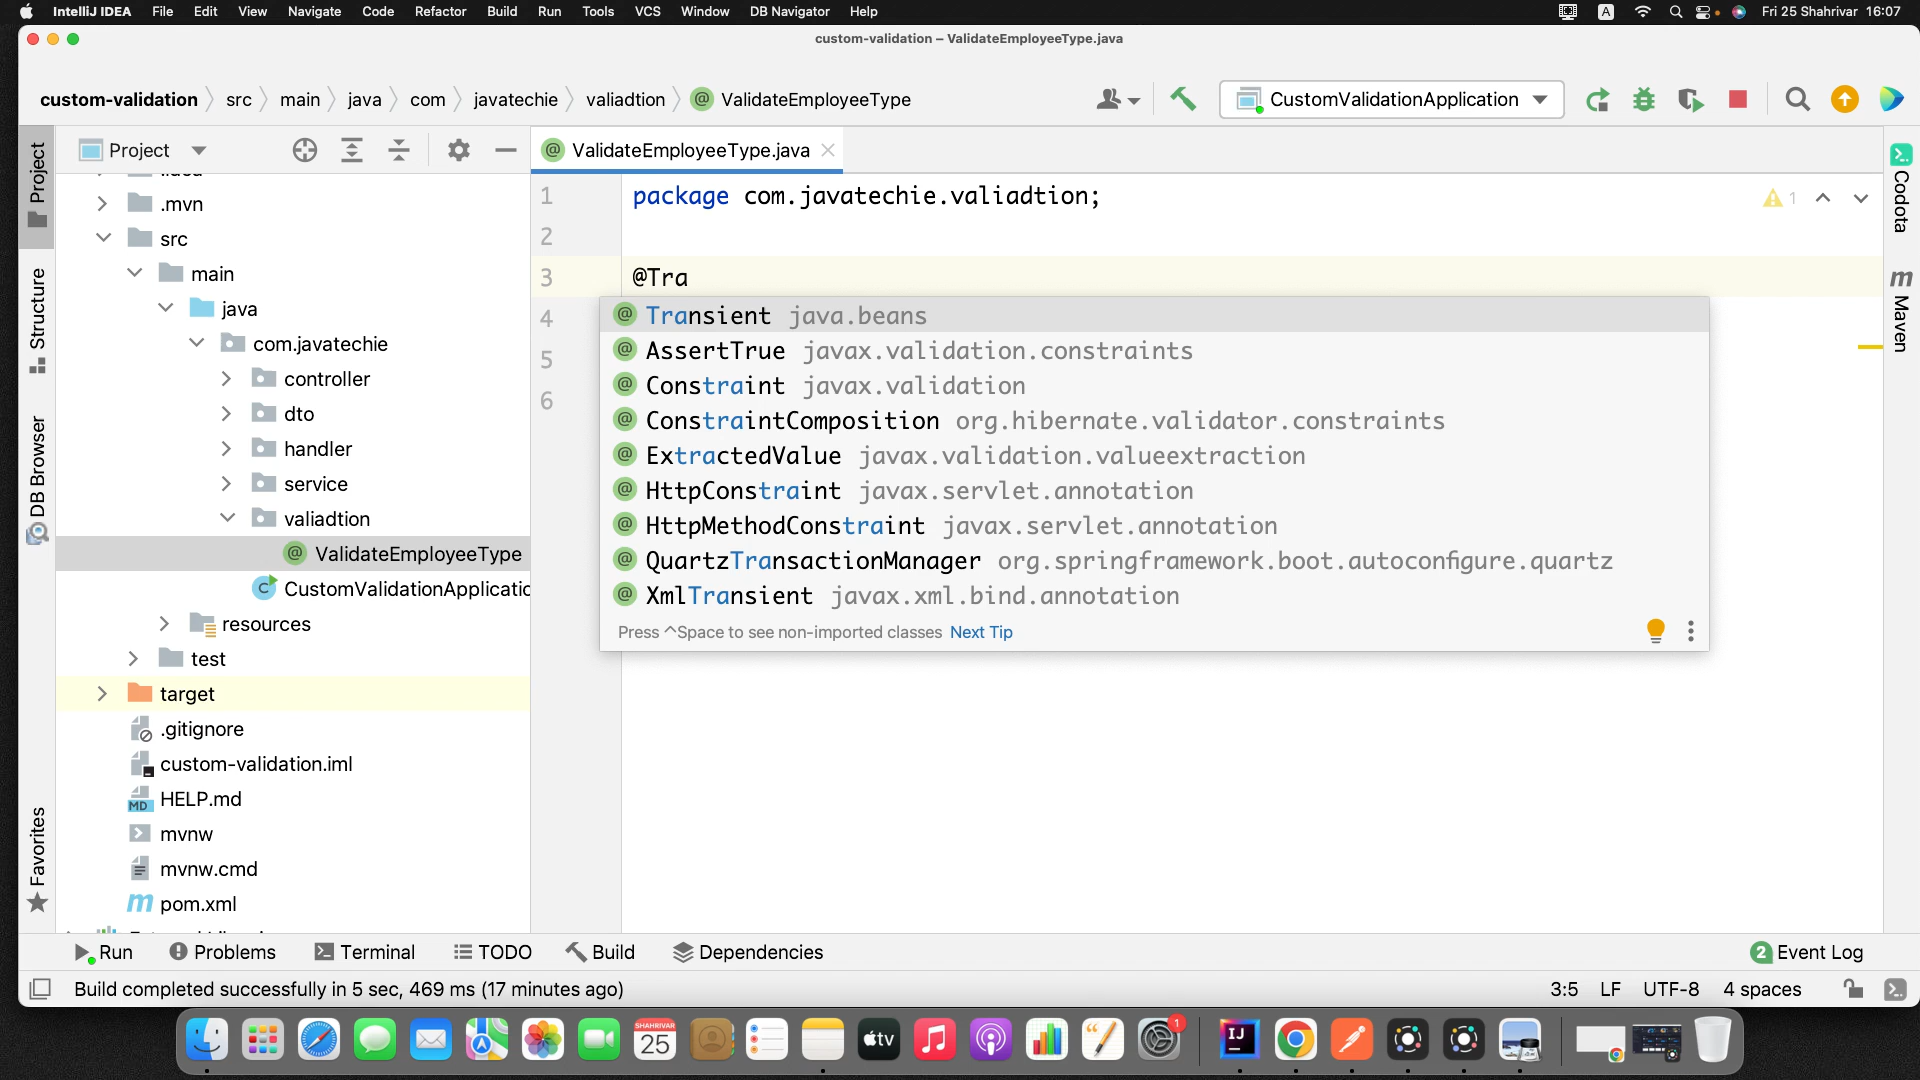 IntelliJ IDEA File Edit View Navigate Code Refactor Build Run Tools VCS Window DB Navigator Help A Fri 25 Shahrivar 16:07
custom-validation – ValidateEmployeeType.java
custom-validation src main java com javatechie valiadtion @ ValidateEmployeeType CustomValidationApplication
Project
Structure
DB Browser
Favorites
Project
.mvn
src
main
java
com.javatechie
controller
dto
handler
service
valiadtion
@ ValidateEmployeeType
C CustomValidationApplicatic
resources
test
target
.gitignore
custom-validation.iml
MD HELP.md
mvnw
mvnw.cmd
m pom.xml
@ ValidateEmployeeType.java
1 package com.javatechie.valiadtion;
2
3 @Tra
4
5
6
1
@ Transient java.beans
@ AssertTrue javax.validation.constraints
@ Constraint javax.validation
@ ConstraintComposition org.hibernate.validator.constraints
@ ExtractedValue javax.validation.valueextraction
@ HttpConstraint javax.servlet.annotation
@ HttpMethodConstraint javax.servlet.annotation
@ QuartzTransactionManager org.springframework.boot.autoconfigure.quartz
@ XmlTransient javax.xml.bind.annotation
Press ^Space to see non-imported classes Next Tip
Codota
m Maven
Run Problems Terminal TODO Build Dependencies 2 Event Log
Build completed successfully in 5 sec, 469 ms (17 minutes ago) 3:5 LF UTF-8 4 spaces
SHAHRIVAR
25
tv
1
IJ